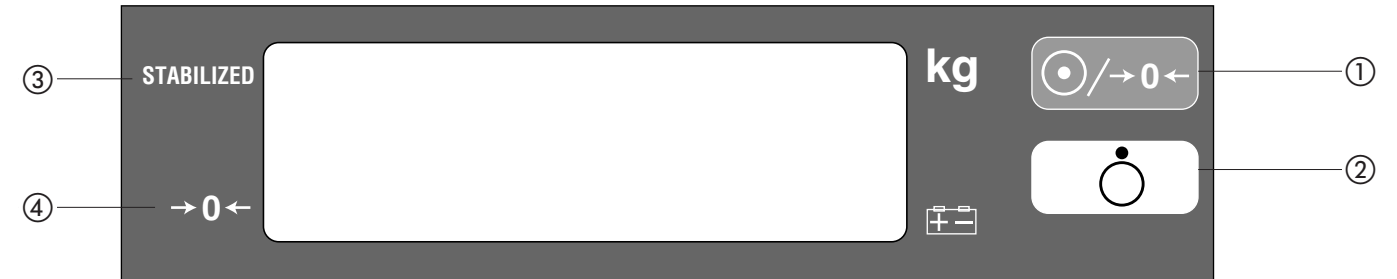 ③ STABILIZED kg ⊙/→0← ①
②
④ →0←